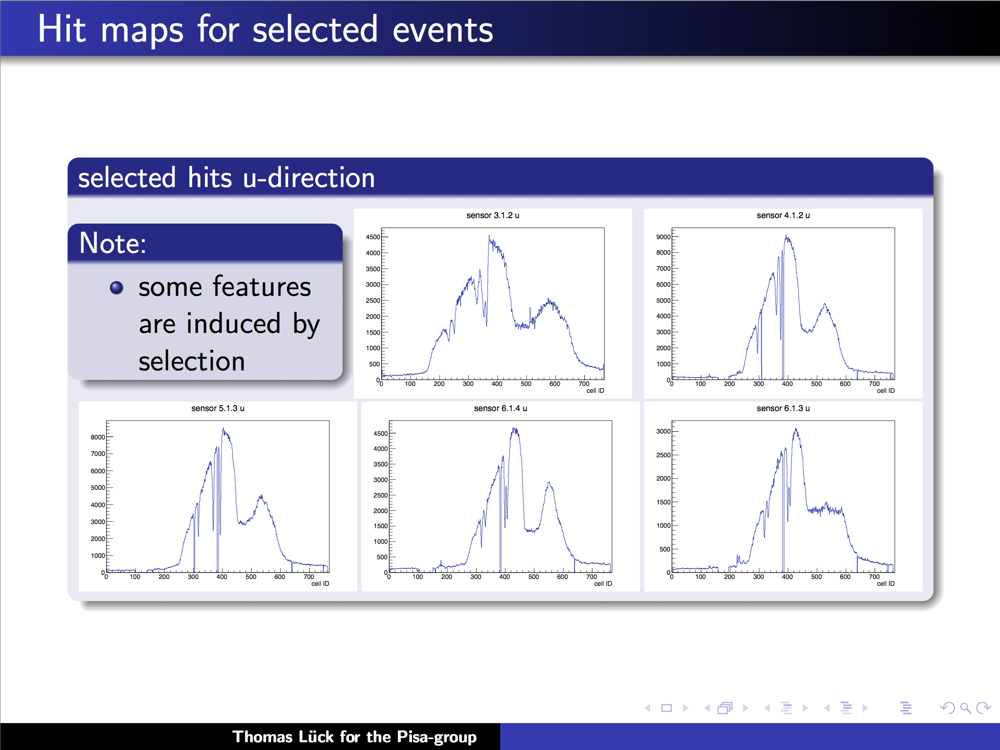 Hit maps for selected events
selected hits u-direction
Note:
some features
are induced by
selection
sensor 3.1.2 u
4500
4000
3500
3000
2500
2000
1500
1000
500
0
0 100 200 300 400 500 600 700
cell ID
sensor 4.1.2 u
9000
8000
7000
6000
5000
4000
3000
2000
1000
0
0 100 200 300 400 500 600 700
cell ID
sensor 5.1.3 u
8000
7000
6000
5000
4000
3000
2000
1000
0
0 100 200 300 400 500 600 700
cell ID
sensor 6.1.4 u
4500
4000
3500
3000
2500
2000
1500
1000
500
0
0 100 200 300 400 500 600 700
cell ID
sensor 6.1.3 u
3000
2500
2000
1500
1000
500
0
0 100 200 300 400 500 600 700
cell ID
Thomas Lück for the Pisa-group